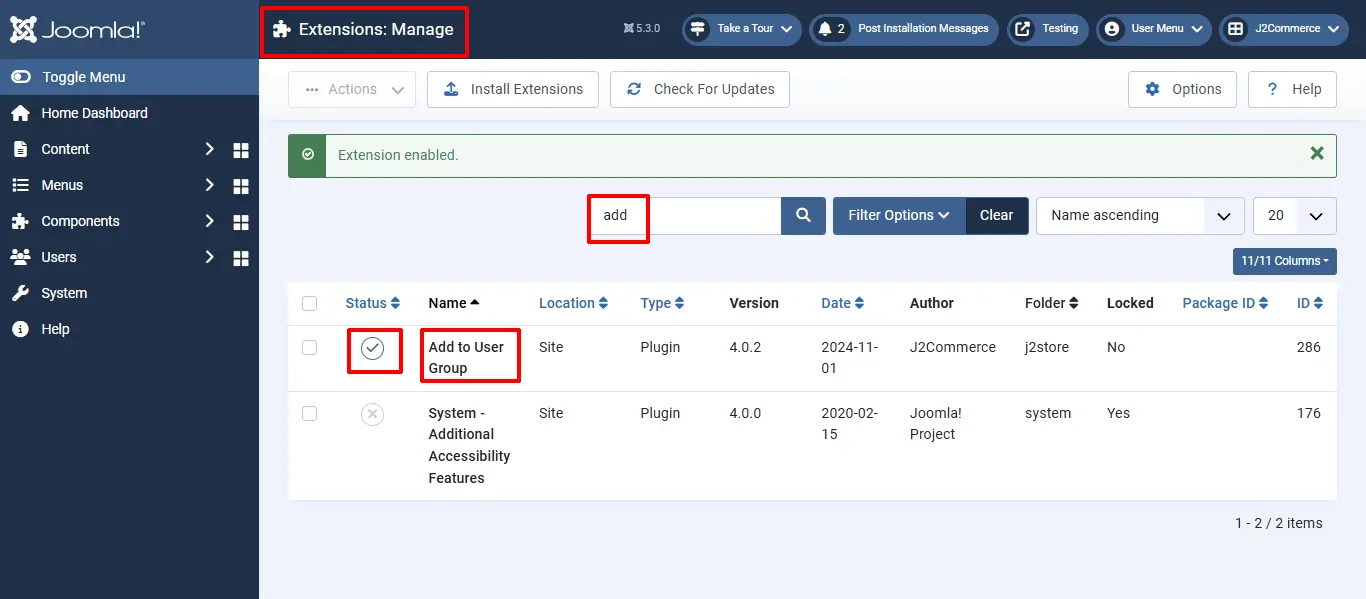 Joomla!
Extensions: Manage
5.3.0
Take a Tour
2 Post Installation Messages
Testing
User Menu
J2Commerce
Toggle Menu
Home Dashboard
Content
Menus
Components
Users
System
Help
Actions
Install Extensions
Check For Updates
Options
? Help
Extension enabled.
add
Filter Options
Clear
Name ascending
20
11/11 Columns
Status Name Location Type Version Date Author Folder Locked Package ID ID
Add to User Site Plugin 4.0.2 2024-11- J2Commerce j2store No 286
Group 01
System - Site Plugin 4.0.0 2020-02- Joomla! system Yes 176
Additional 15 Project
Accessibility
Features
1 - 2 / 2 items